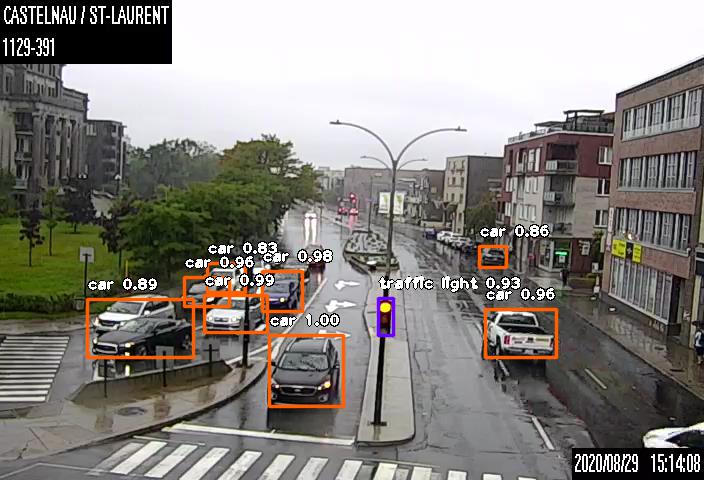 CASTELNAU / ST-LAURENT
1129-391
car 0.83
car 0.86
car 0.96
car 0.98
car 0.99
car 0.89
traffic light 0.93
car 0.96
car 1.00
2020/08/29 15:14:08